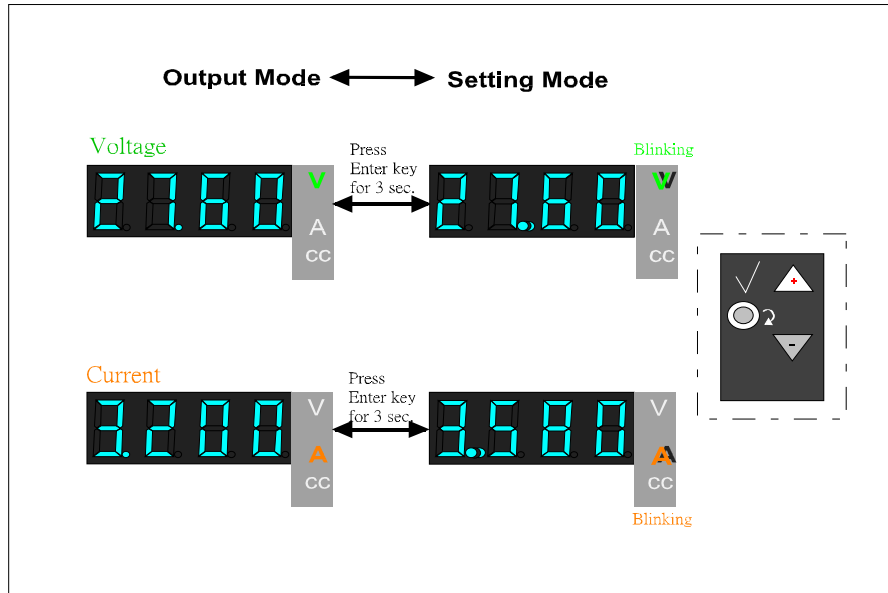 Output Mode
Setting Mode
Voltage
Press
Enter key
for 3 sec.
Blinking
27.60
V
A
CC
27.60
V
A
CC
+
-
Current
Press
Enter key
for 3 sec.
3.200
V
A
CC
3.580
V
A
CC
Blinking